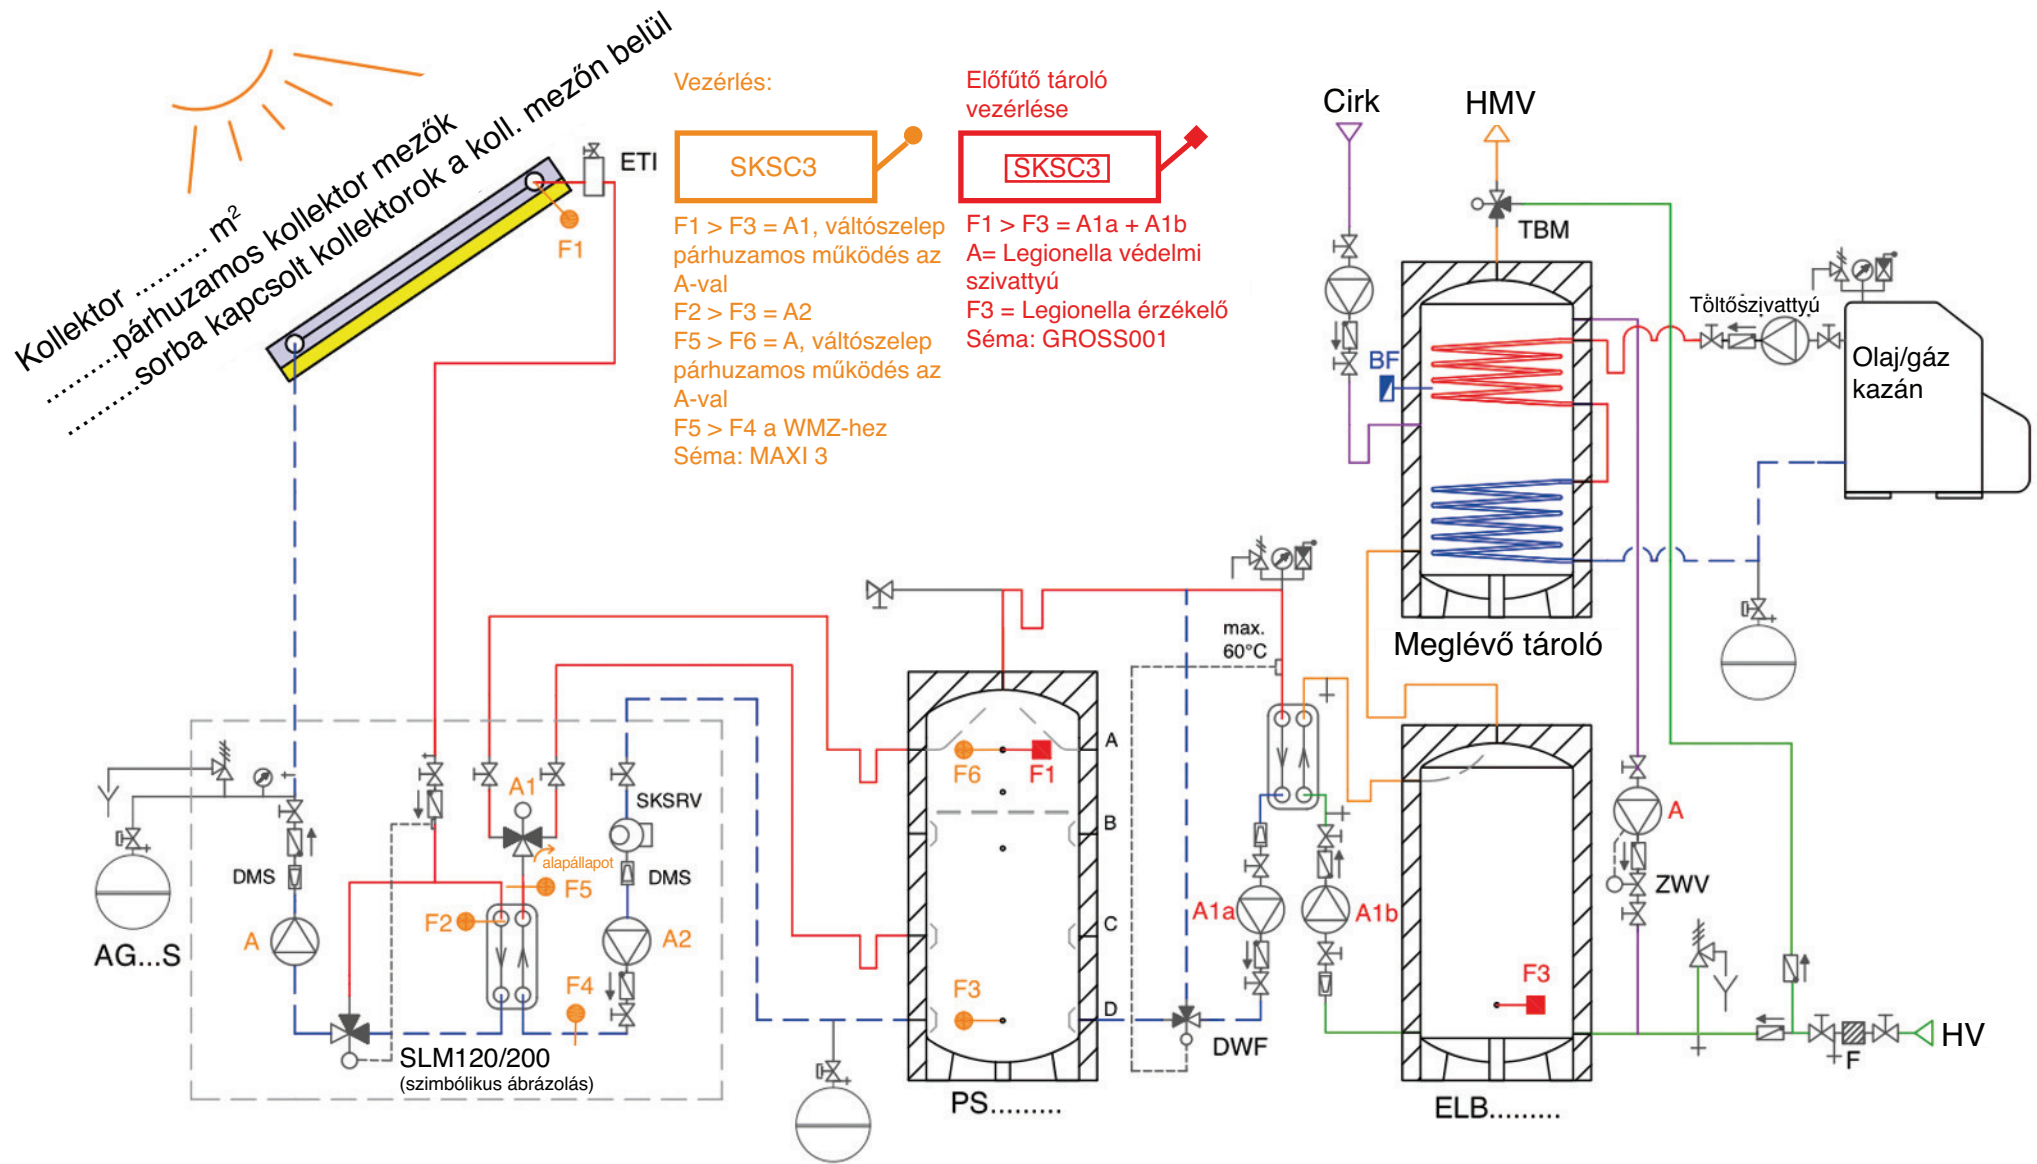 Kollektor .......... m²
.........párhuzamos kollektor mezők
.........sorba kapcsolt kollektorok a koll. mezőn belül
ETI
F1
Vezérlés:
SKSC3
F1 > F3 = A1, váltószelep
párhuzamos működés az
A-val
F2 > F3 = A2
F5 > F6 = A, váltószelep
párhuzamos működés az
A-val
F5 > F4 a WMZ-hez
Séma: MAXI 3
Előfűtő tároló
vezérlése
SKSC3
F1 > F3 = A1a + A1b
A= Legionella védelmi
szivattyú
F3 = Legionella érzékelő
Séma: GROSS001
Cirk
HMV
TBM
BF
Töltőszivattyú
Olaj/gáz
kazán
Meglévő tároló
max.
60°C
A1
SKSRV
alapállapot
DMS
DMS
F5
F2
A
A2
F4
AG...S
SLM120/200
(szimbólikus ábrázolás)
F6
F1
F3
A
B
C
D
PS.........
A1a
A1b
DWF
A
ZWV
F3
ELB.........
F
HV